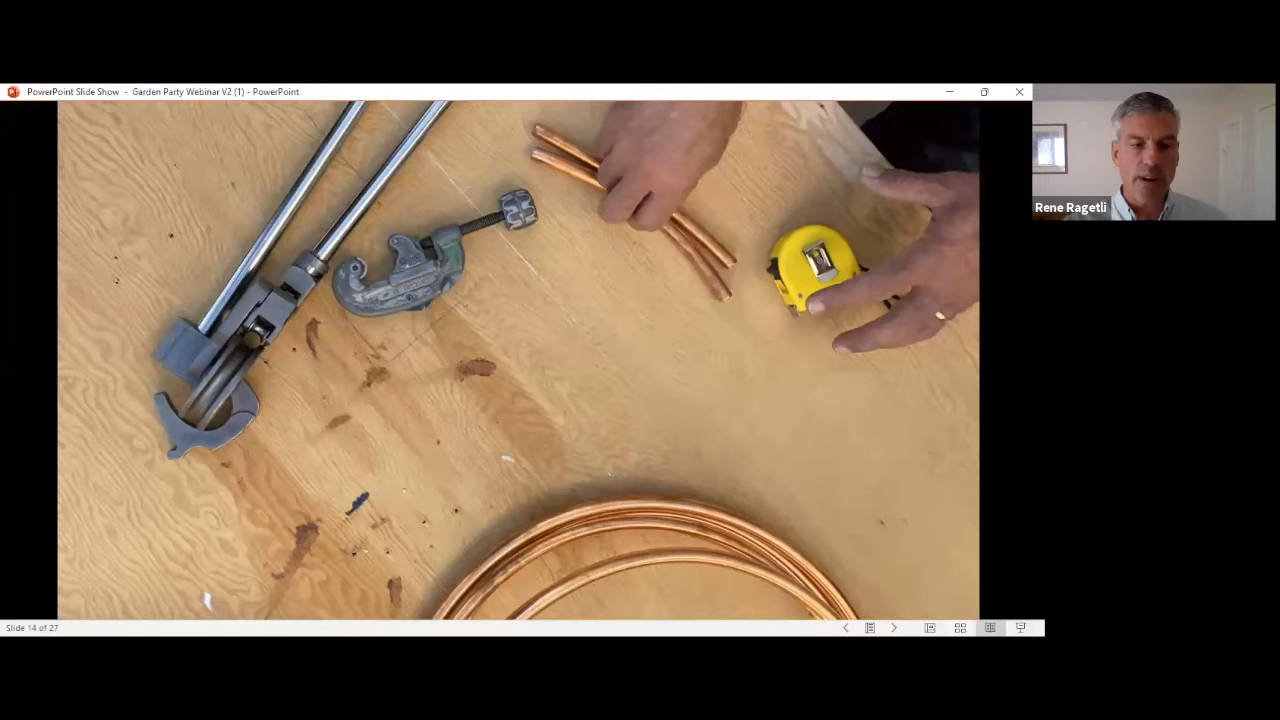 PowerPoint Slide Show - Garden Party Webinar V2 (1) - PowerPoint
Rene Ragetli
Slide 14 of 27